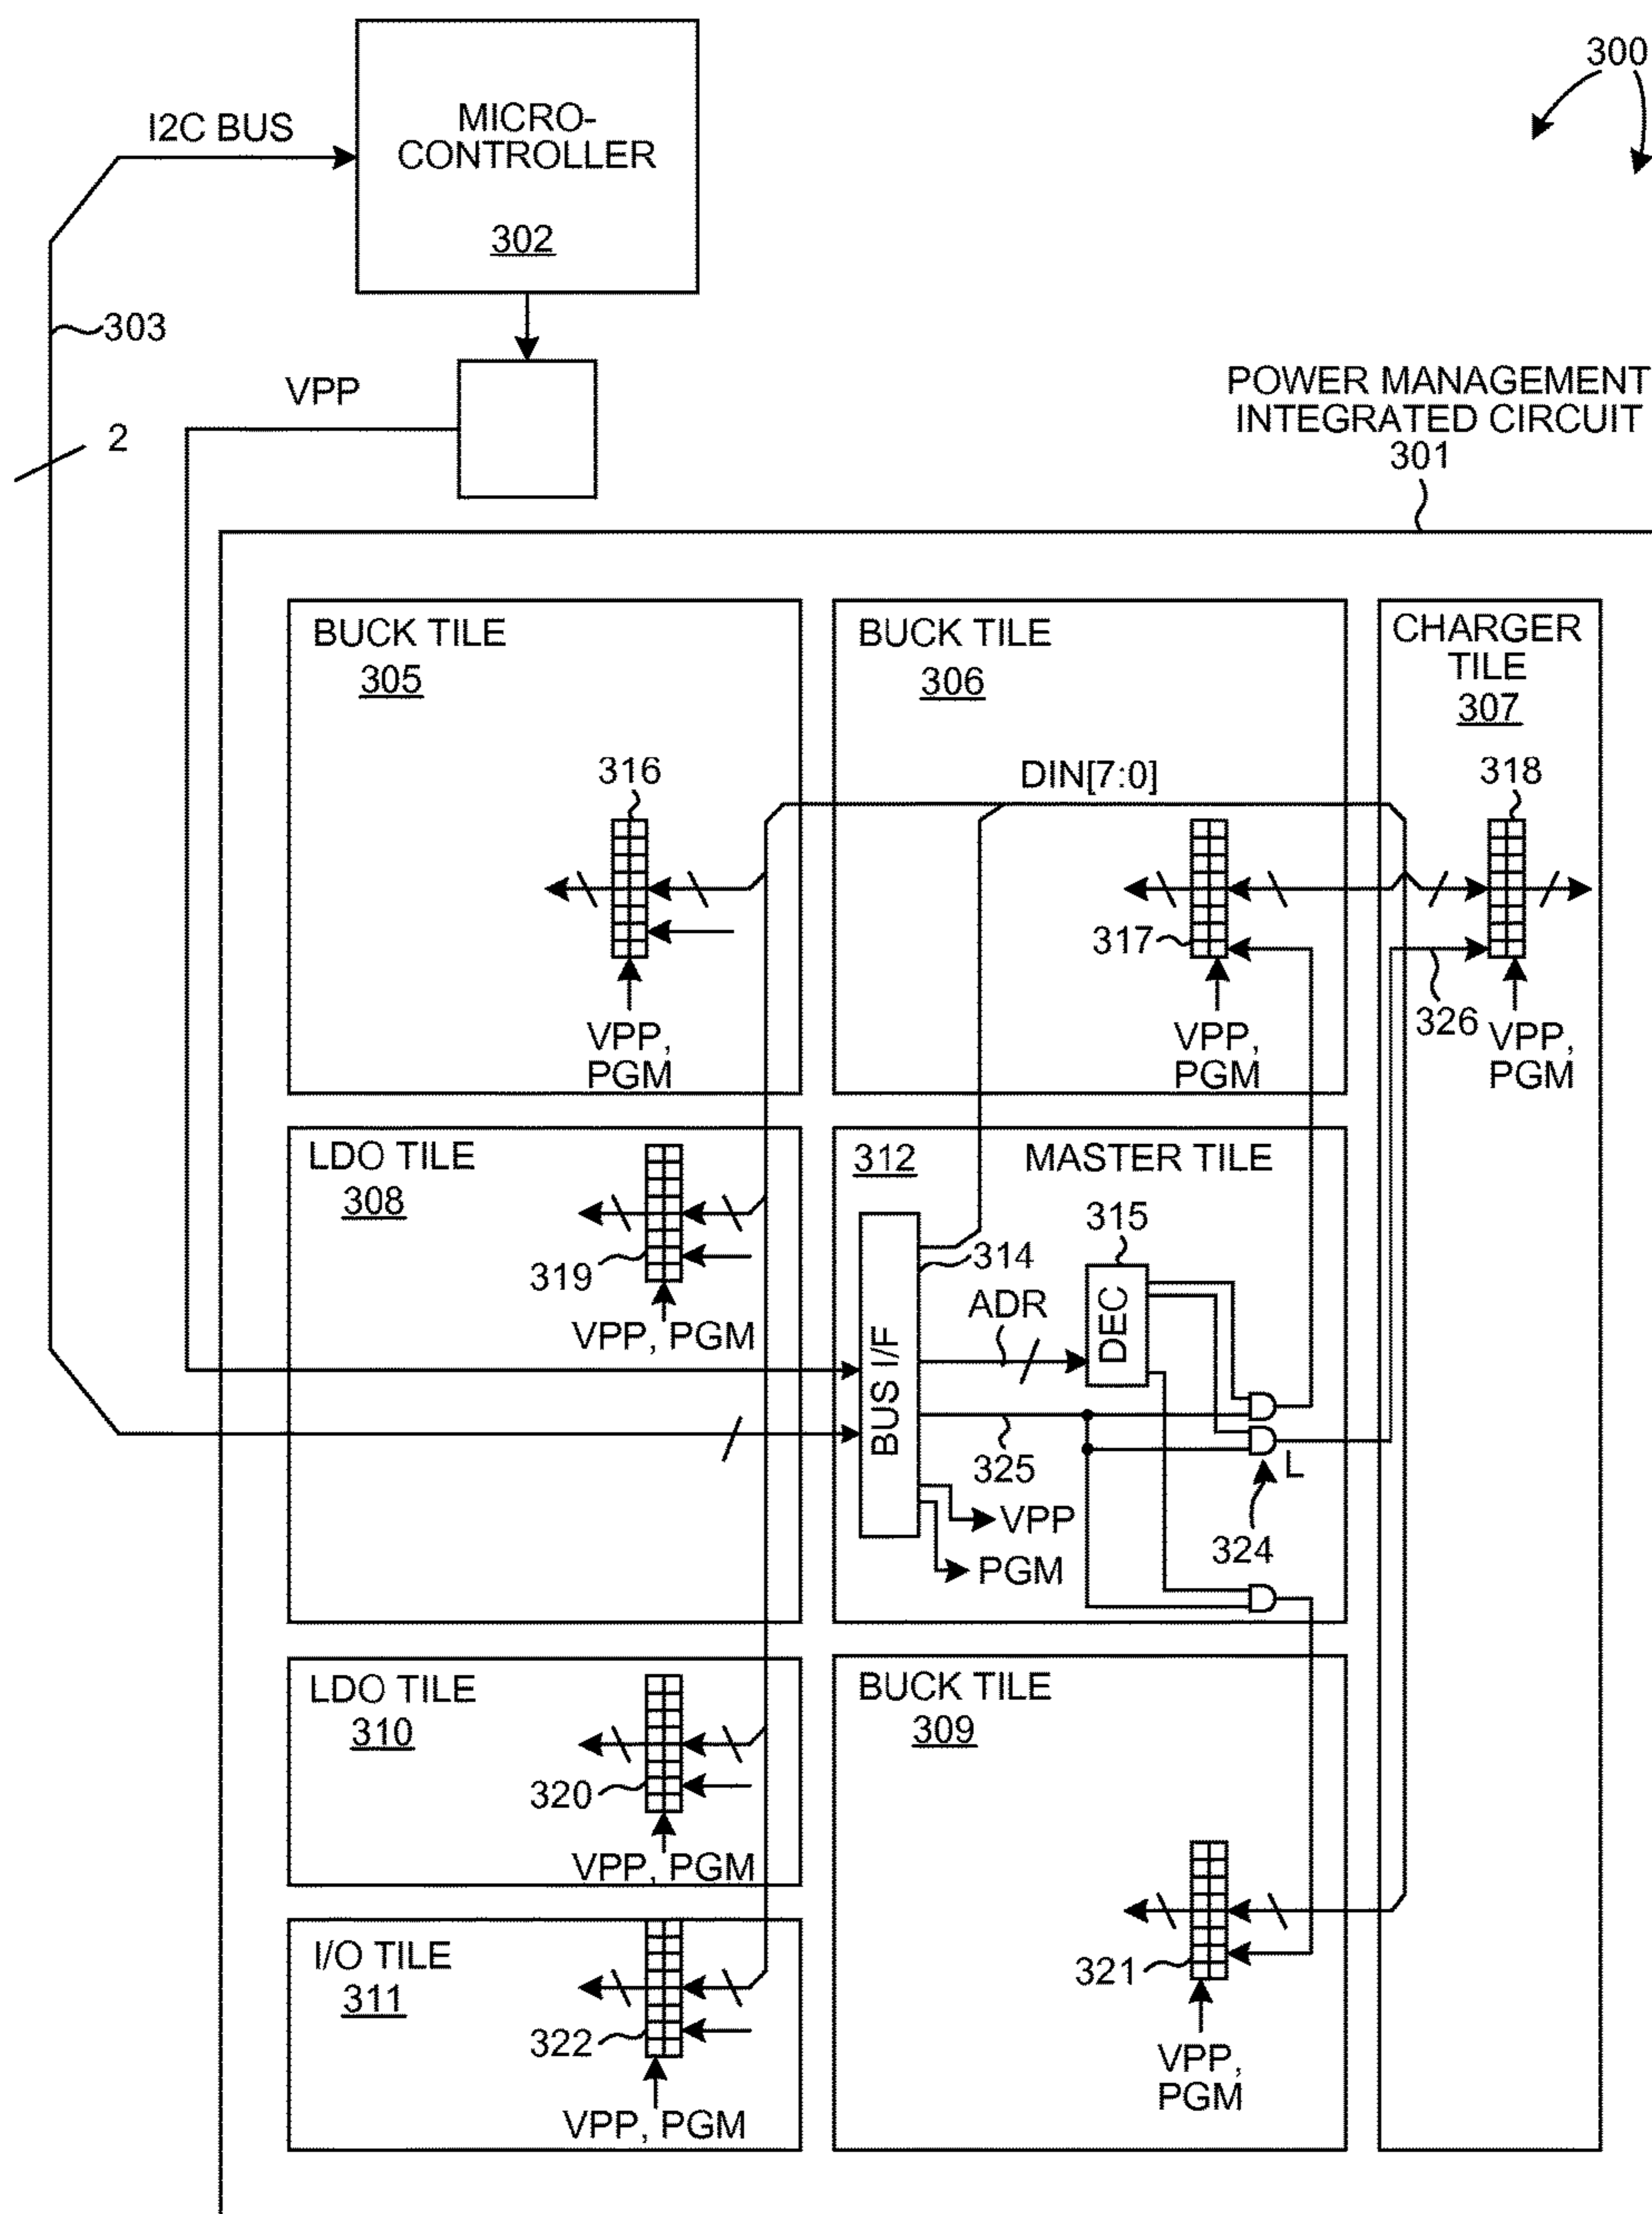 300
I2C BUS
MICRO-
CONTROLLER
302
303
VPP
2
POWER MANAGEMENT
INTEGRATED CIRCUIT
301
BUCK TILE
305
316
VPP,
PGM
BUCK TILE
306
DIN[7:0]
317
VPP,
PGM
CHARGER
TILE
307
318
326
VPP,
PGM
LDO TILE
308
319
VPP, PGM
312
MASTER TILE
315
314
ADR
DEC
BUS I/F
325
L
324
VPP
PGM
LDO TILE
310
320
VPP, PGM
BUCK TILE
309
321
VPP,
PGM
I/O TILE
311
322
VPP, PGM